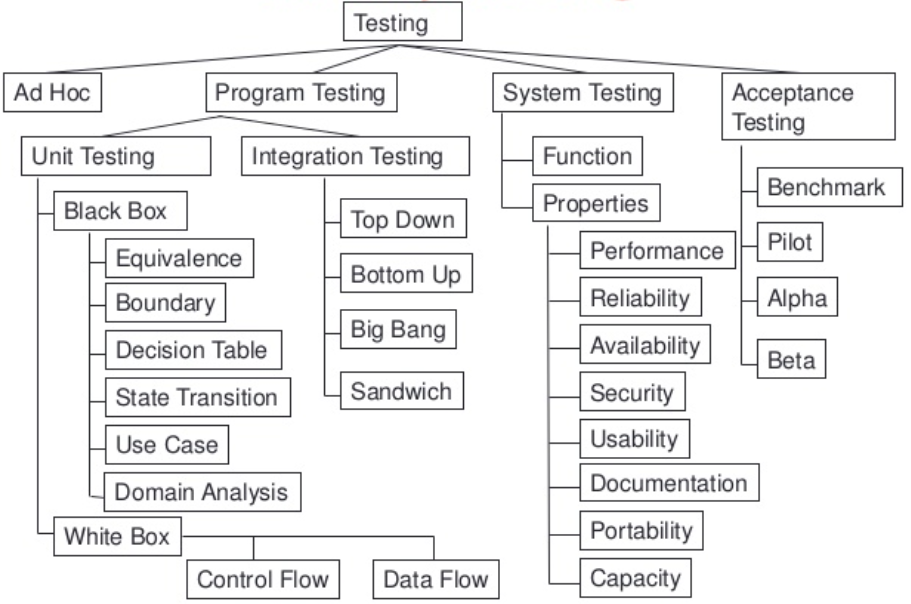 Testing
Ad Hoc
Program Testing
System Testing
Acceptance
Testing
Unit Testing
Integration Testing
Function
Properties
Black Box
Equivalence
Boundary
Decision Table
State Transition
Use Case
Domain Analysis
White Box
Control Flow
Data Flow
Top Down
Bottom Up
Big Bang
Sandwich
Performance
Reliability
Availability
Security
Usability
Documentation
Portability
Capacity
Benchmark
Pilot
Alpha
Beta